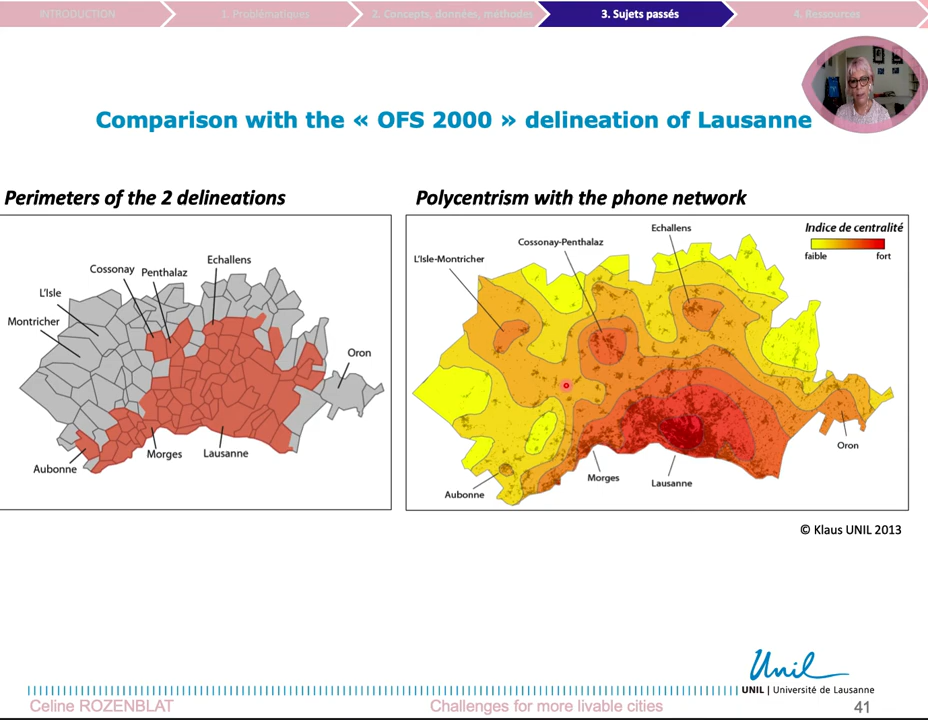 INTRODUCTION
1. Problématiques
2. Concepts, données, méthodes
3. Sujets passés
4. Ressources
Comparison with the « OFS 2000 » delineation of Lausanne
Perimeters of the 2 delineations
Polycentrism with the phone network
Echallens
Cossonay
Penthalaz
L'Isle
Montricher
Oron
Aubonne
Morges
Lausanne
Echallens
Indice de centralité
Cossonay-Penthalaz
faible
fort
L'Isle-Montricher
Oron
Morges
Lausanne
Aubonne
© Klaus UNIL 2013
Unil
UNIL | Université de Lausanne
Celine ROZENBLAT
Challenges for more livable cities
41